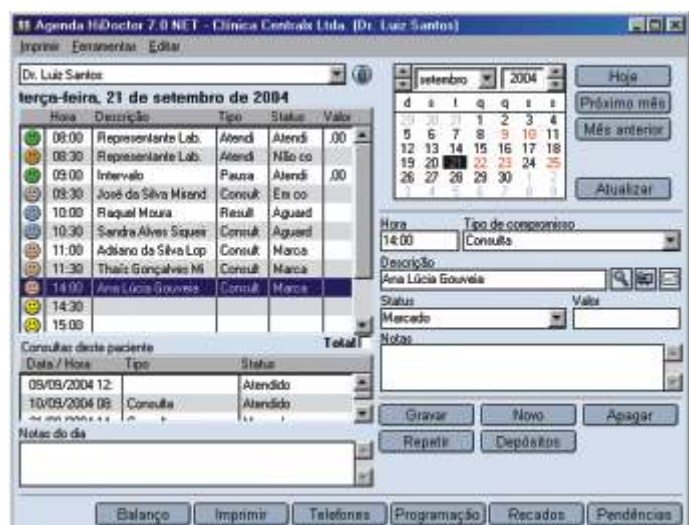 Agenda HiDoctor 7.0 NET - Clínica Centralx Ltda. (Dr. Luiz Santos)
Imprimir Ferramentas Editar
Dr. Luiz Santos
terça-feira, 21 de setembro de 2004
Hora Descrição Tipo Status Valor
08:00 Representante Lab. Atendi Atendi ,00
08:30 Representante Lab. Atendi Não co
09:00 Intervalo Pausa Atendi ,00
09:30 José da Silva Mirand Consult Em co
10:00 Raquel Moura Result Aguard
10:30 Sandra Alves Siquei Consult Aguard
11:00 Adriano da Silva Lop Consult Marca
11:30 Thaís Gonçalves Mi Consult Marca
14:00 Ana Lúcia Gouveia Consult Marca
14:30
15:00
Total
Consultas deste paciente
Data / Hora Tipo Status
09/09/2004 12: Atendido
10/09/2004 08: Consulta Atendido
Notas do dia
setembro 2004
d s t q q s s
29 30 31 1 2 3 4
5 6 7 8 9 10 11
12 13 14 15 16 17 18
19 20 21 22 23 24 25
26 27 28 29 30 1 2
3 4 5 6 7 8 9
Hoje
Próximo mês
Mês anterior
Atualizar
Hora Tipo de compromisso
14:00 Consulta
Descrição
Ana Lúcia Gouveia
Status Valor
Marcado
Notas
Gravar Novo Apagar
Repetir Depósitos
Balanço Imprimir Telefones Programação Recados Pendências